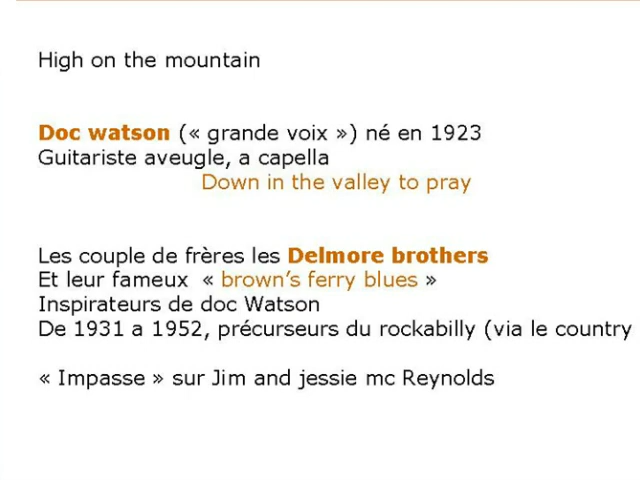 High on the mountain
Doc watson (« grande voix ») né en 1923
Guitariste aveugle, a capella
Down in the valley to pray
Les couple de frères les Delmore brothers
Et leur fameux « brown’s ferry blues »
Inspirateurs de doc Watson
De 1931 a 1952, précurseurs du rockabilly (via le country
« Impasse » sur Jim and jessie mc Reynolds